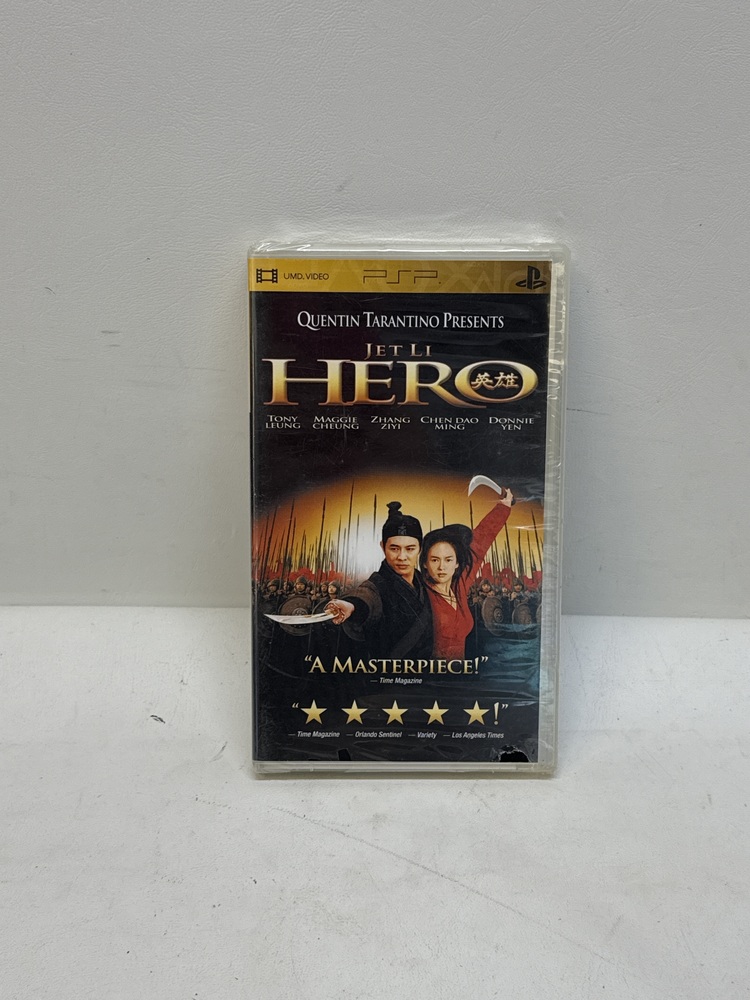 UMD, VIDEO PSP
QUENTIN TARANTINO PRESENTS
JET LI
HERO 英雄
TONY LEUNG MAGGIE CHEUNG ZHANG ZIYI CHEN DAO MING DONNIE YEN
"A MASTERPIECE!"
— Time Magazine
"★★★★★!"
— Time Magazine — Orlando Sentinel — Variety — Los Angeles Times